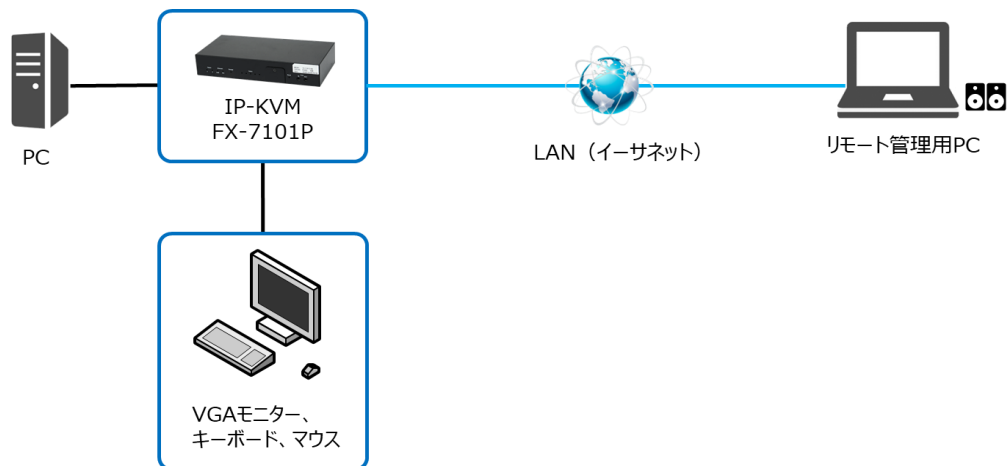 IP-KVM
FX-7101P
PC
LAN（イーサネット）
リモート管理用PC
VGAモニター、
キーボード、マウス